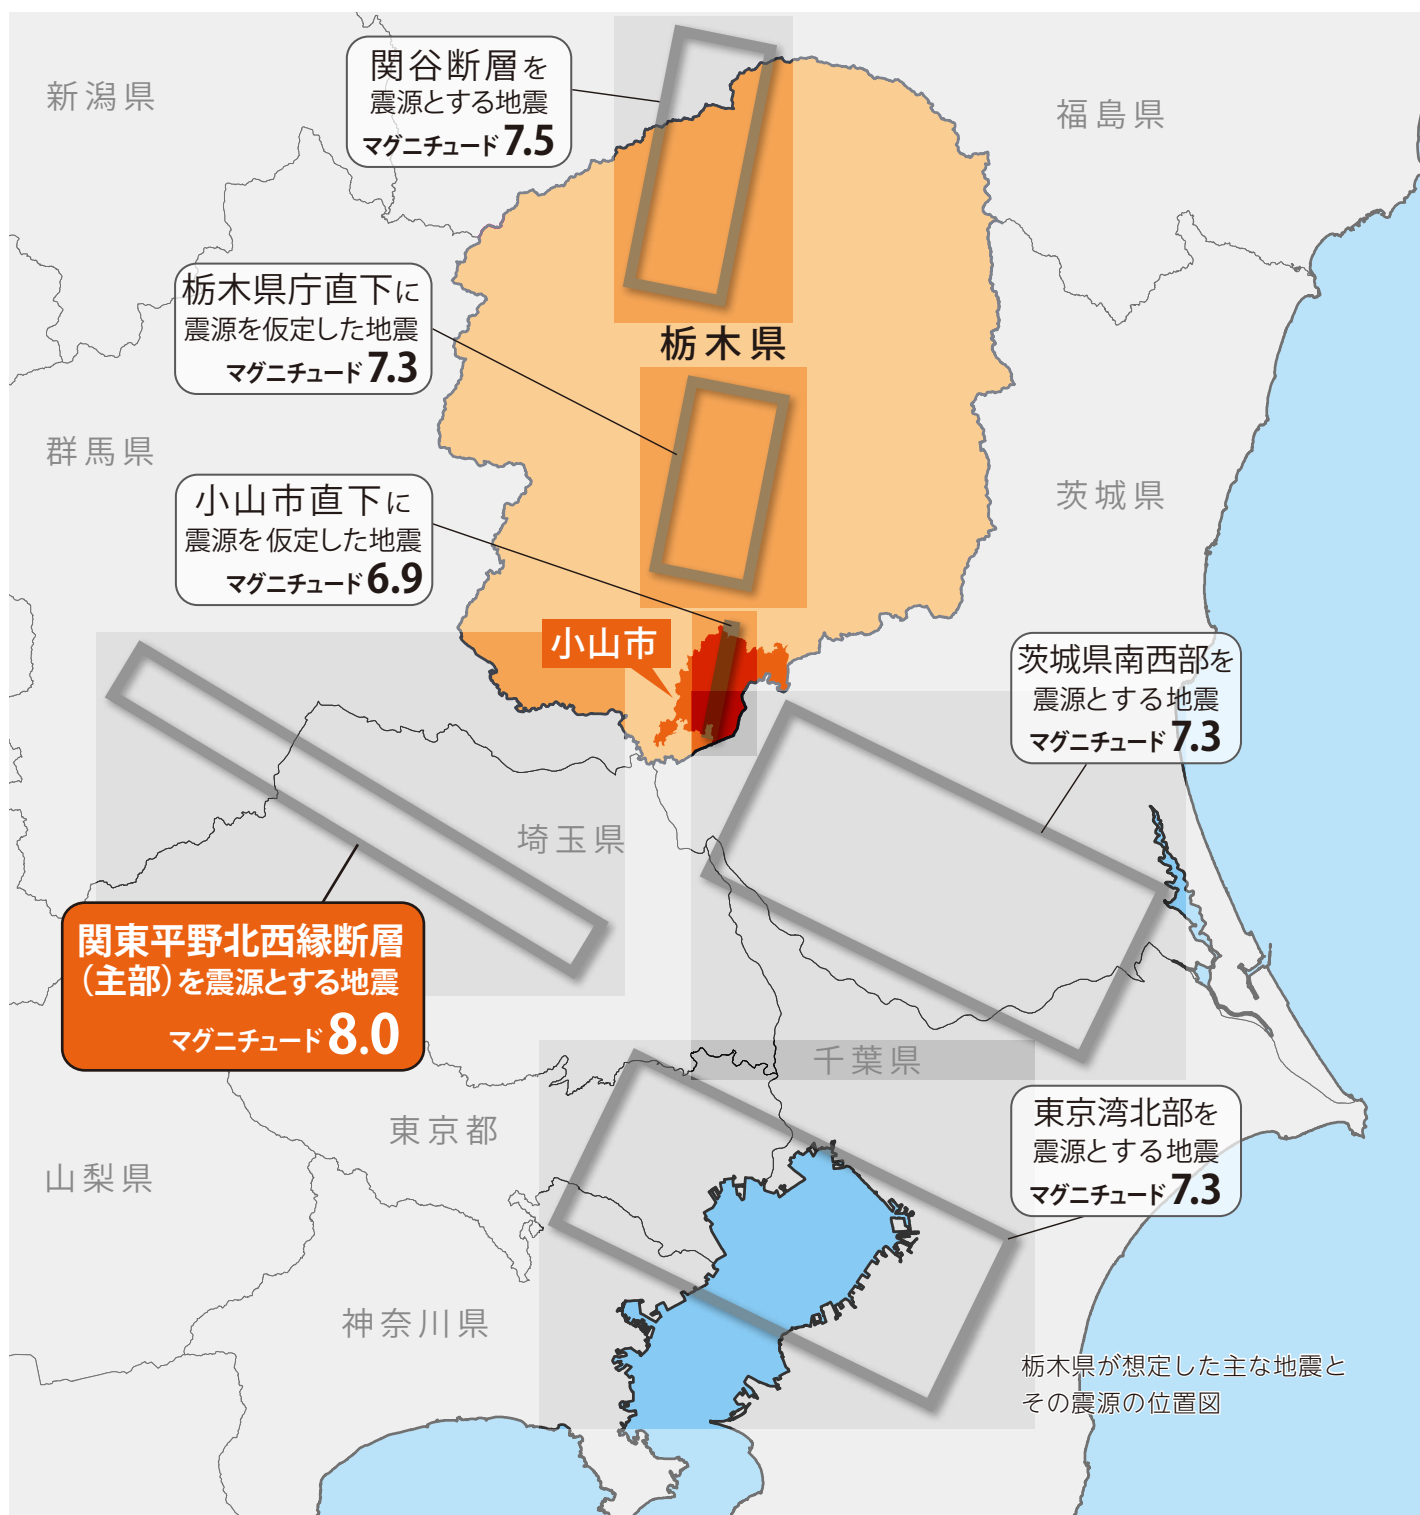 関谷断層を
震源とする地震
マグニチュード7.5
新潟県
福島県
栃木県庁直下に
震源を仮定した地震
マグニチュード7.3
栃木県
群馬県
小山市直下に
震源を仮定した地震
マグニチュード6.9
茨城県
小山市
茨城県南西部を
震源とする地震
マグニチュード7.3
埼玉県
関東平野北西縁断層
（主部）を震源とする地震
マグニチュード8.0
千葉県
東京都
東京湾北部を
震源とする地震
マグニチュード7.3
山梨県
神奈川県
栃木県が想定した主な地震と
その震源の位置図